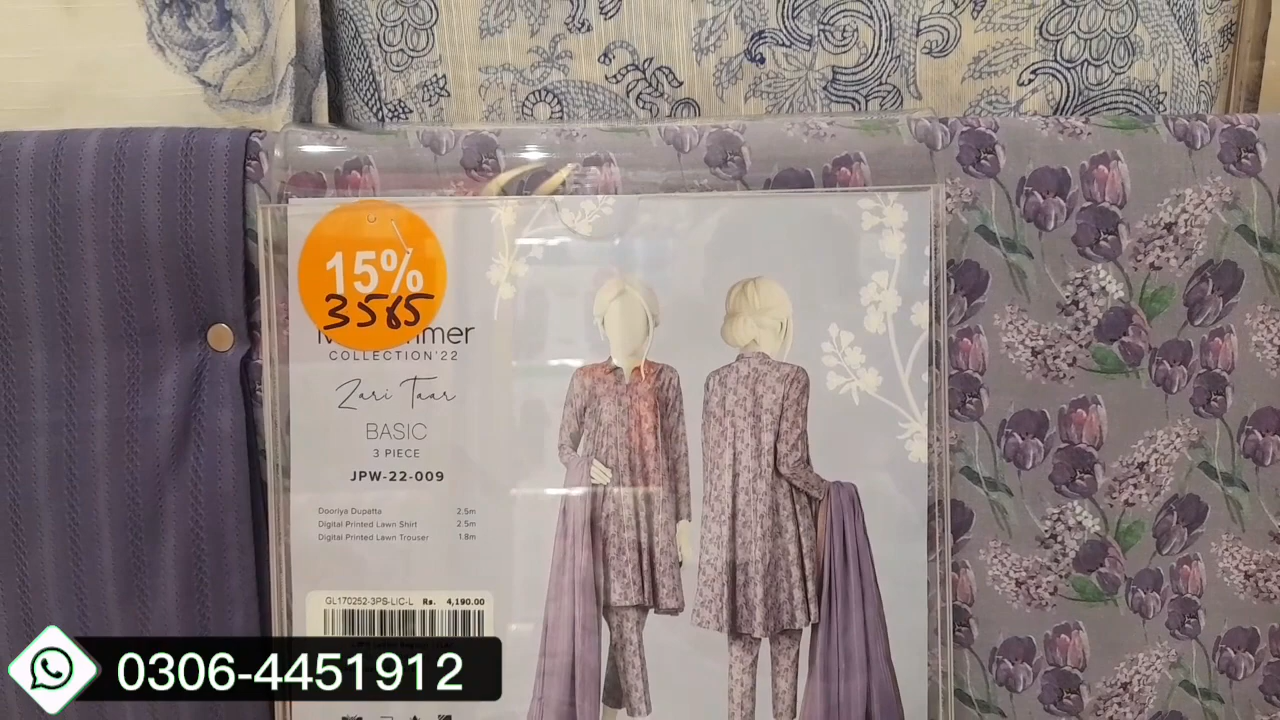 15%
3565
mer
COLLECTION'22
Zari Taar
BASIC
3 PIECE
JPW-22-009
Dooriya Dupatta 2.5m
Digital Printed Lawn Shirt 2.5m
Digital Printed Lawn Trouser 1.8m
GL170252-3PS-LIC-L Rs. 4,190.00
0306-4451912